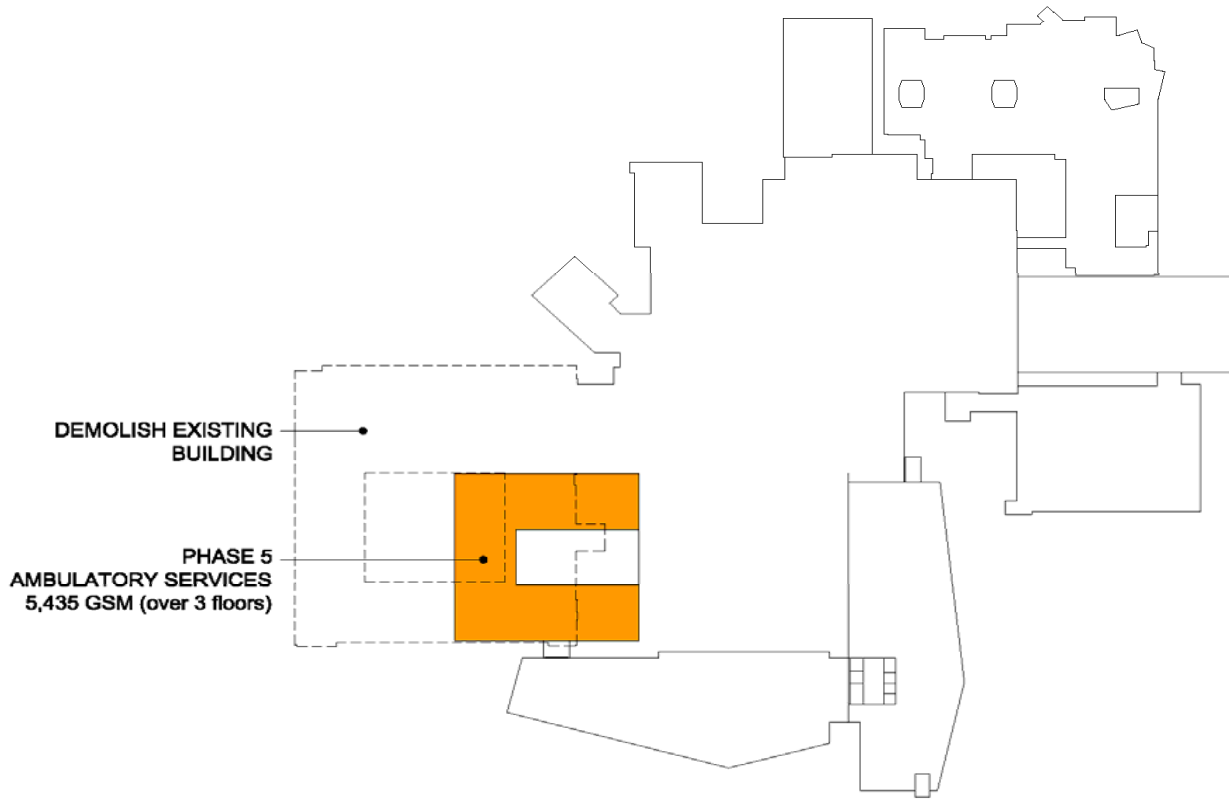 DEMOLISH EXISTING
BUILDING
PHASE 5
AMBULATORY SERVICES
5,435 GSM (over 3 floors)